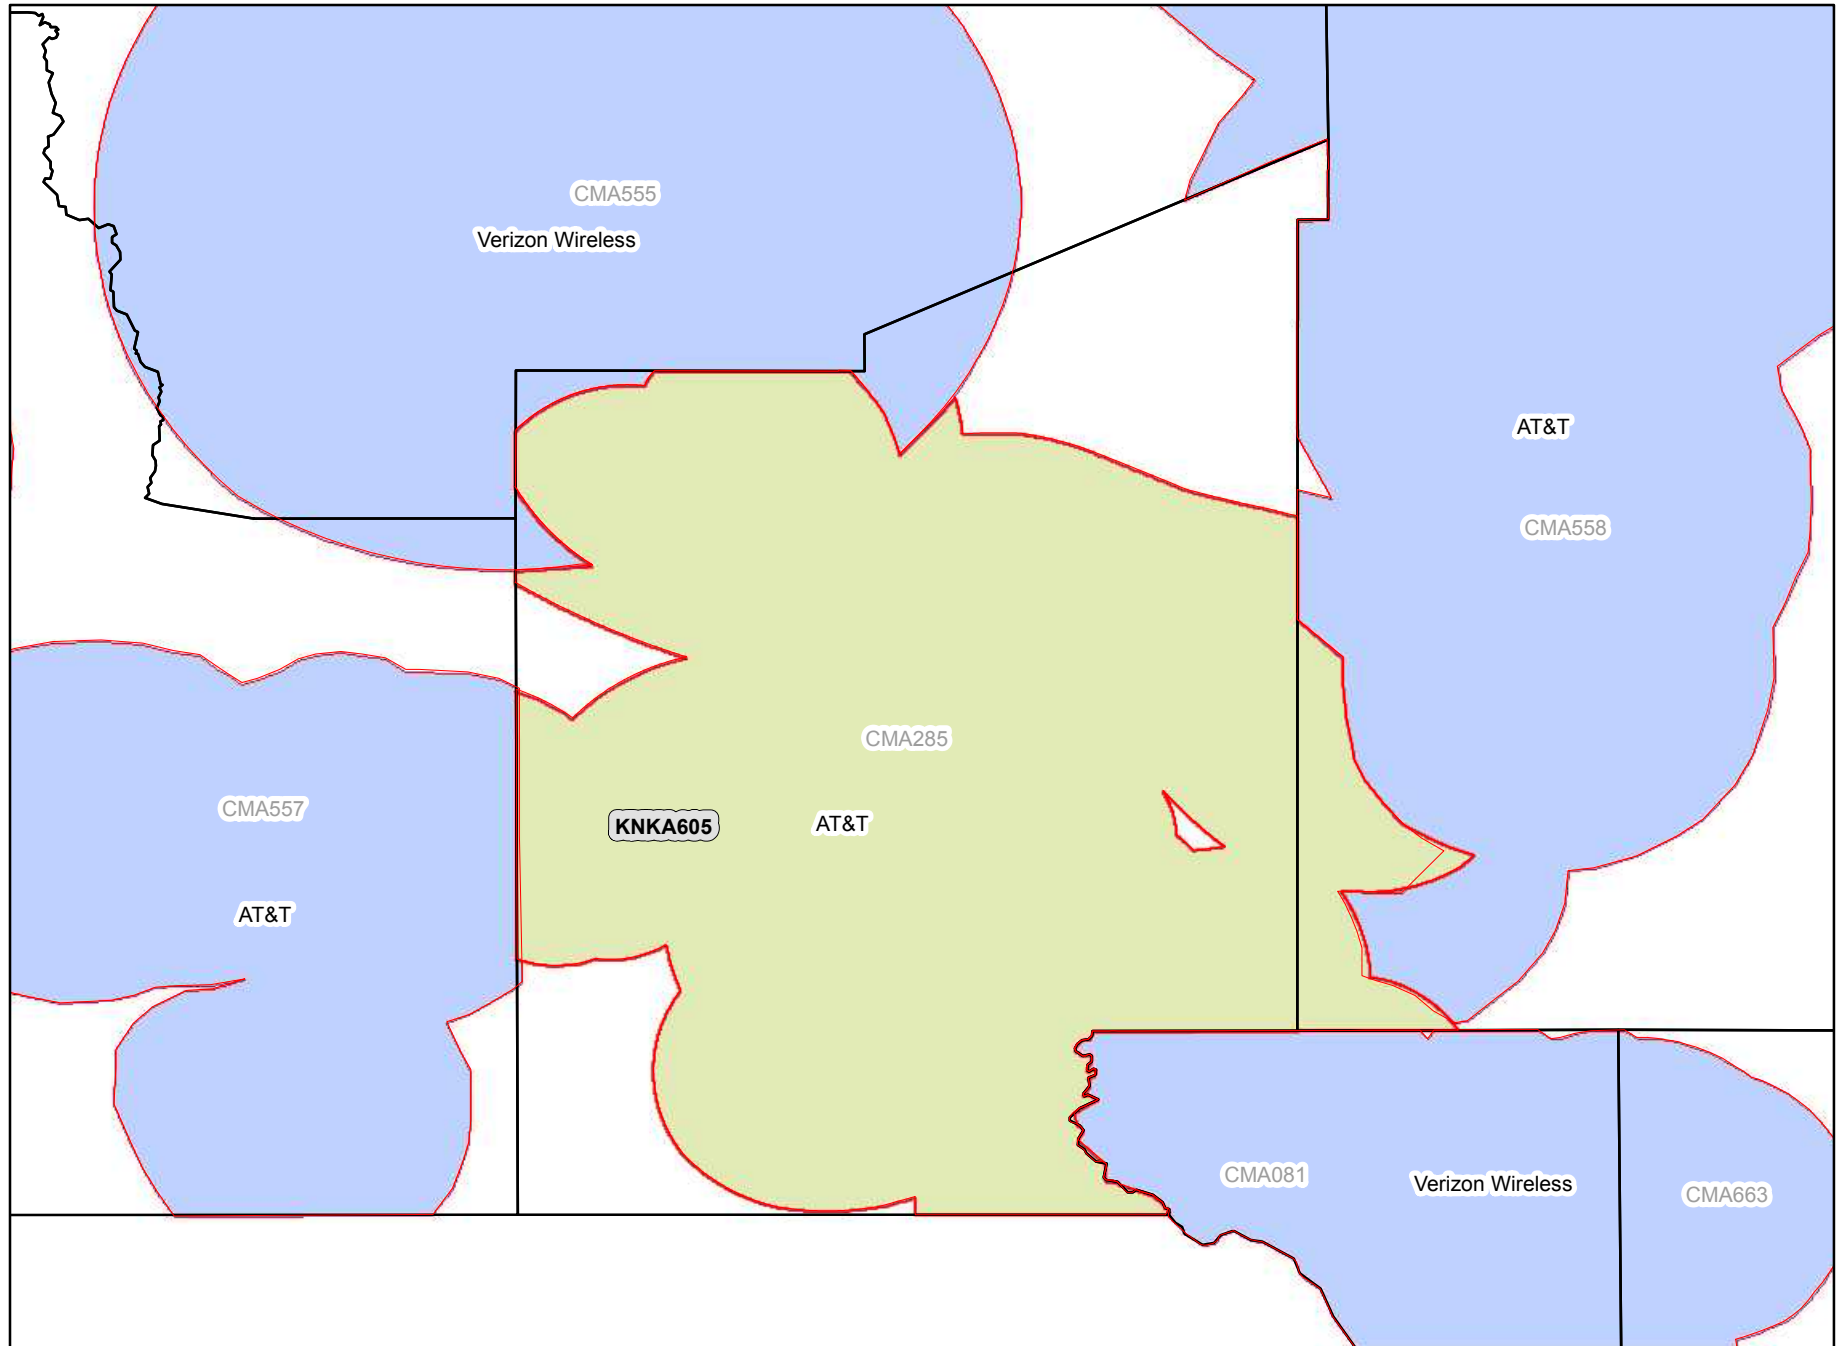 CMA555
Verizon Wireless
AT&T
CMA558
CMA285
CMA557
KNKA605
AT&T
AT&T
CMA081
Verizon Wireless
CMA663